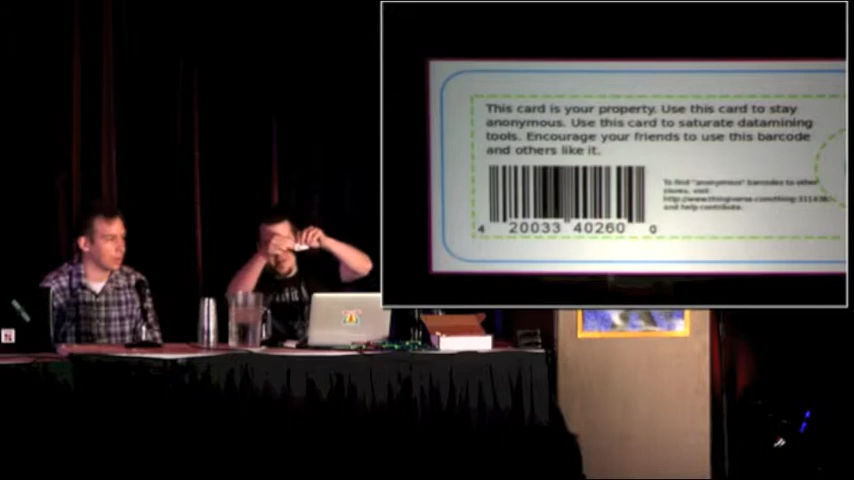 This card is your property. Use this card to stay
anonymous. Use this card to saturate datamining
tools. Encourage your friends to use this barcode
and others like it.
To find "anonymous" barcodes to other
stores, visit
and help contribute.
4 20033 40260 0